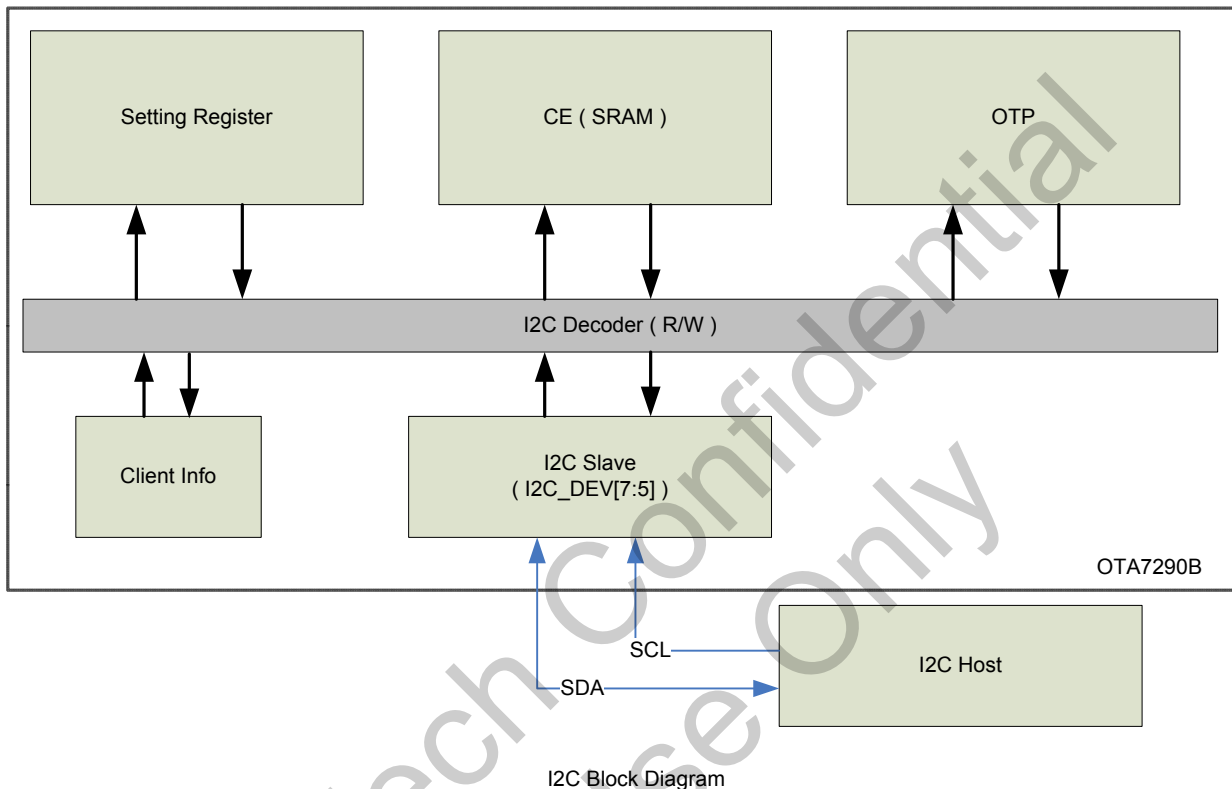 Setting Register
CE ( SRAM )
OTP
I2C Decoder ( R/W )
Client Info
I2C Slave
( I2C_DEV[7:5] )
OTA7290B
SCL
I2C Host
SDA
I2C Block Diagram
Confidential
Only